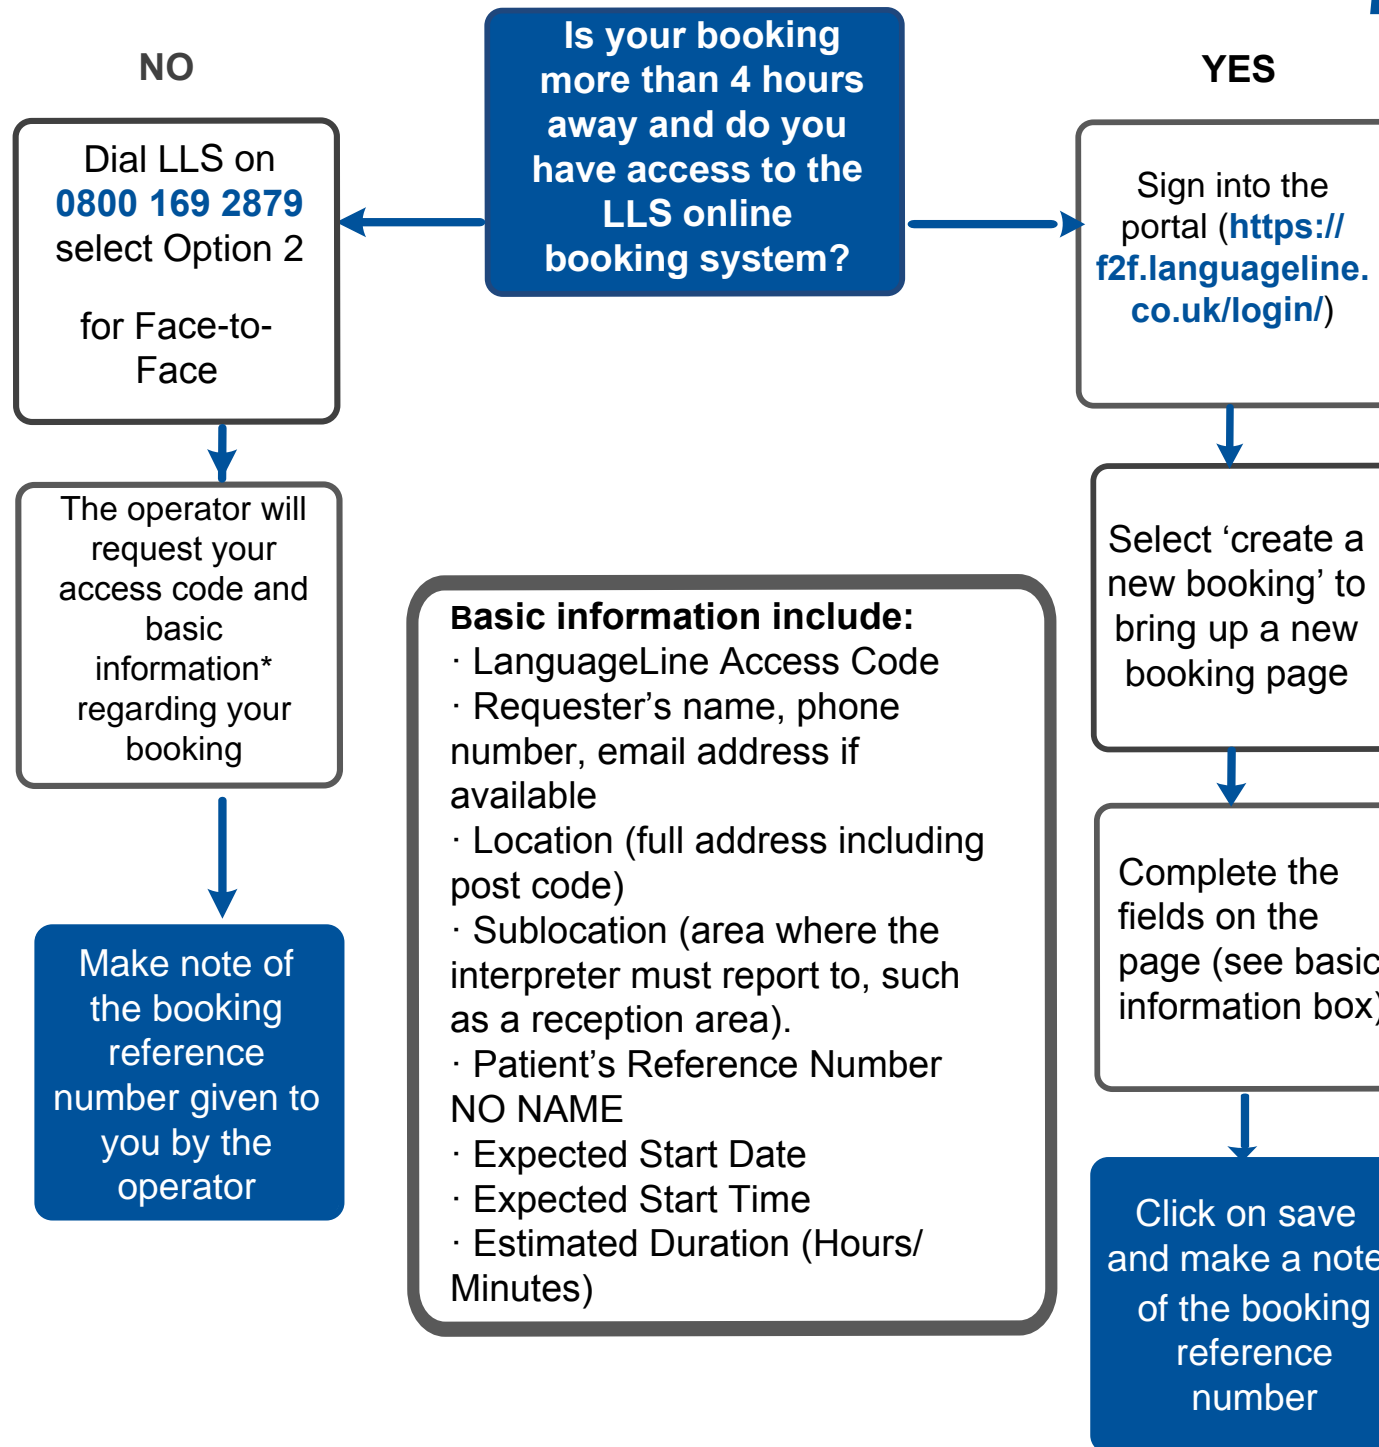 Is your booking
more than 4 hours
away and do you
have access to the
LLS online
booking system?
NO
Dial LLS on
0800 169 2879
select Option 2
for Face-to-
Face
The operator will
request your
access code and
basic
information*
regarding your
booking
Make note of
the booking
reference
number given to
you by the
operator
Basic information include:
· LanguageLine Access Code
· Requester’s name, phone
number, email address if
available
· Location (full address including
post code)
· Sublocation (area where the
interpreter must report to, such
as a reception area).
· Patient’s Reference Number
NO NAME
· Expected Start Date
· Expected Start Time
· Estimated Duration (Hours/
Minutes)
YES
Sign into the
portal (https://
f2f.languageline.
co.uk/login/)
Select ‘create a
new booking’ to
bring up a new
booking page
Complete the
fields on the
page (see basic
information box)
Click on save
and make a note
of the booking
reference
number